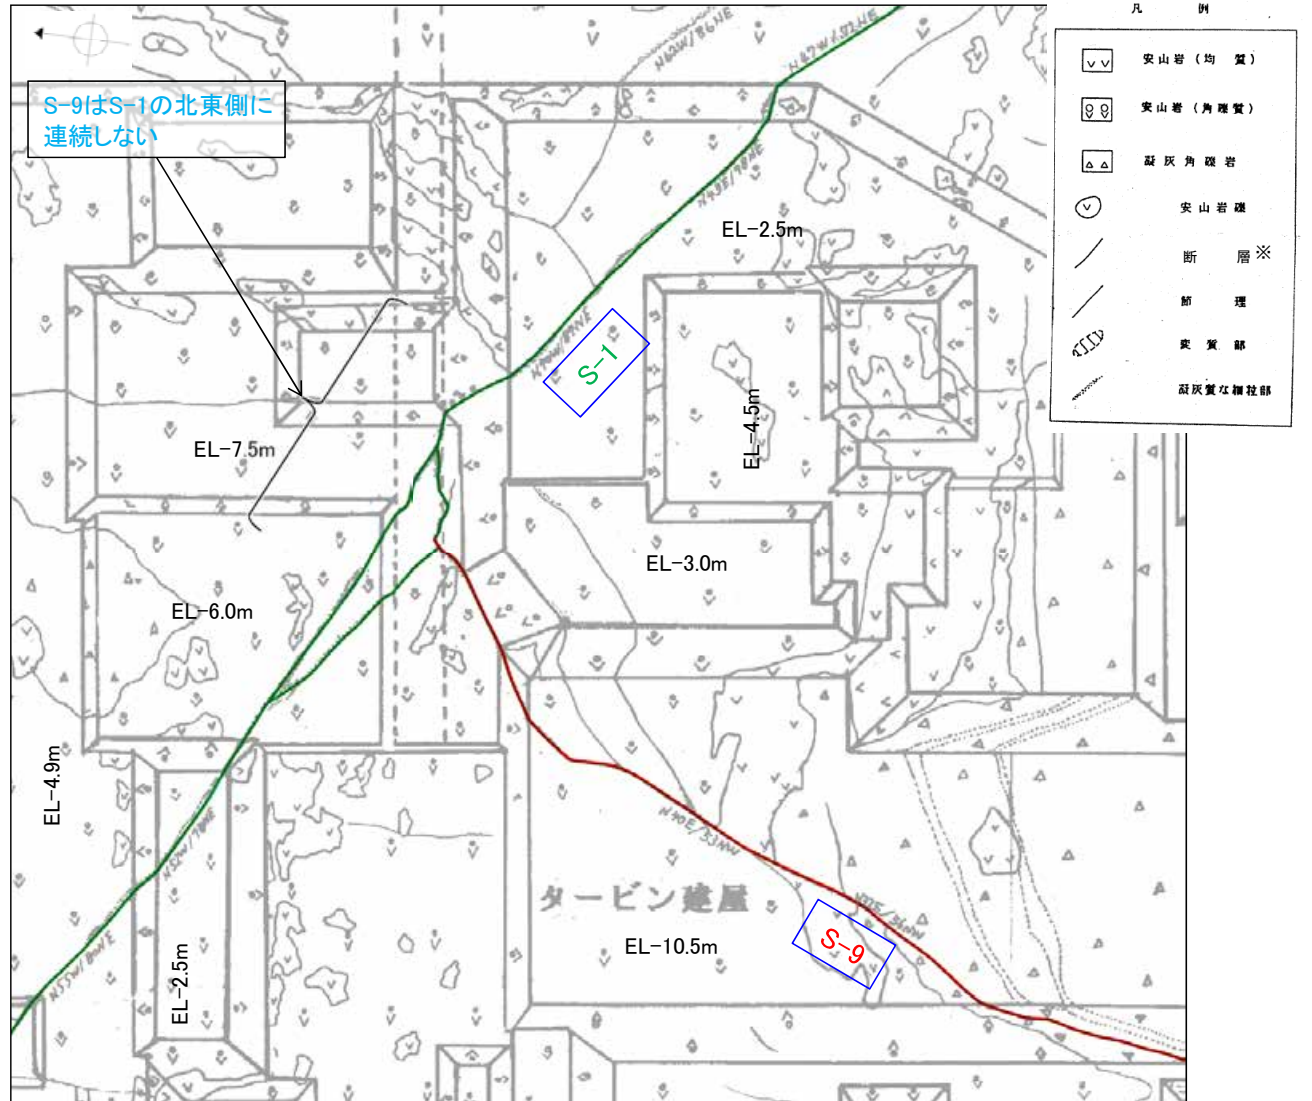 凡 例
安山岩（均 質）
安山岩（角礫質）
凝灰角礫岩
安山岩礫
断 層※
節 理
変質部
凝灰質な細粒部
S-9はS-1の北東側に
連続しない
N62W/86NE
EL-2.5m
S-1
EL-4.5m
EL-7.5m
EL-3.0m
EL-6.0m
EL-4.9m
N40E/53NW
タービン建屋
S-9
EL-10.5m
EL-2.5m